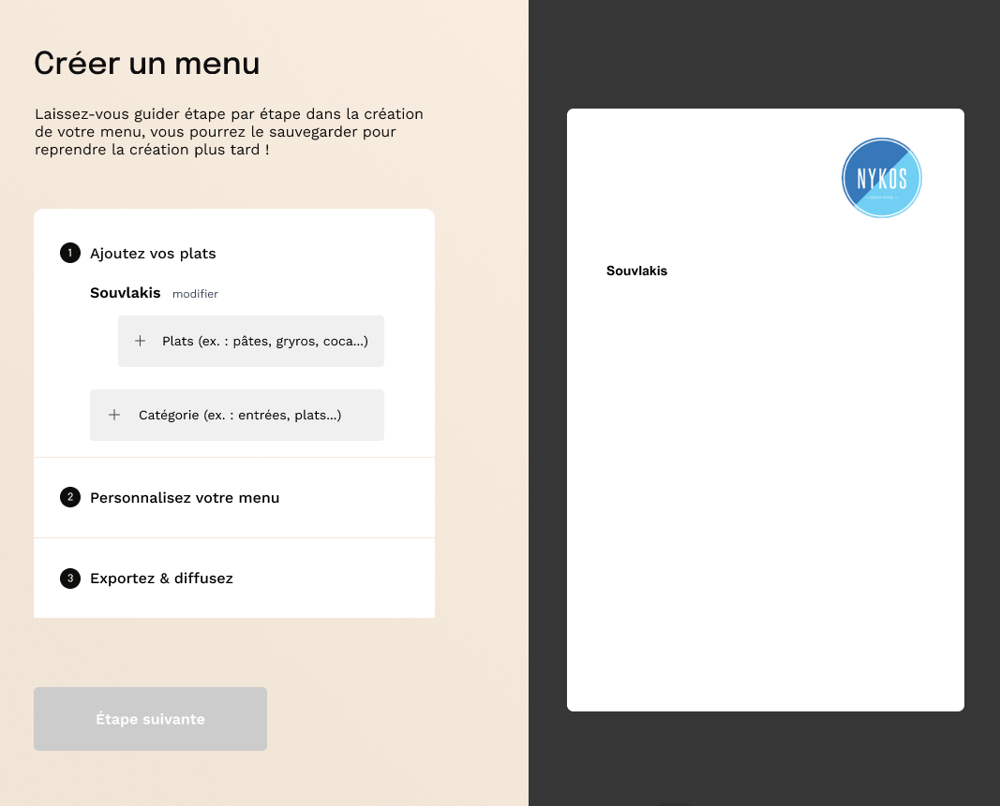 Créer un menu
Laissez-vous guider étape par étape dans la création
de votre menu, vous pourrez le sauvegarder pour
reprendre la création plus tard !
1 Ajoutez vos plats
Souvlakis modifier
+ Plats (ex. : pâtes, gryros, coca...)
+ Catégorie (ex. : entrées, plats...)
2 Personnalisez votre menu
3 Exportez & diffusez
Étape suivante
NYKOS
Souvlakis